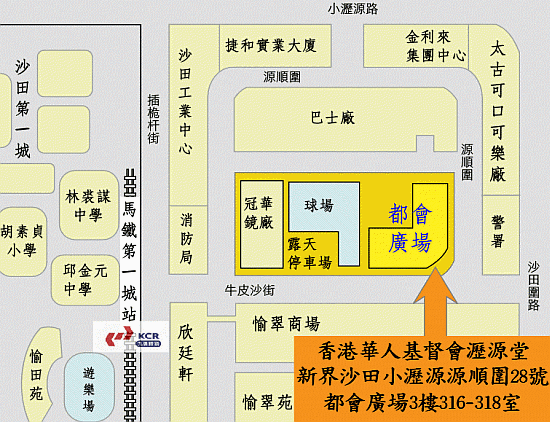 小瀝源路
沙田第一城
插桅杆街
沙田工業中心
捷和實業大廈
源順圍
金利來
集團中心
太古可口可樂廠
巴士廠
源順圍
林裘謀
中學
胡素貞
小學
邱金元
中學
馬鐵第一城站
消防局
冠華
鏡廠
球場
露天
停車場
都會
廣場
警署
沙田圍路
牛皮沙街
KCR
愉田苑
遊樂場
欣廷軒
愉翠商場
愉翠苑
香港華人基督會瀝源堂
新界沙田小瀝源源順圍28號
都會廣場3樓316-318室